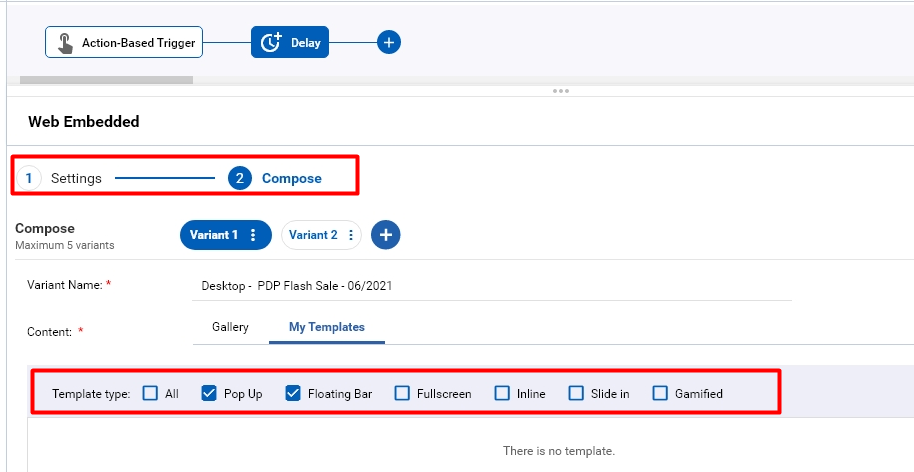 Action-Based Trigger Delay
Web Embedded
1 Settings 2 Compose
Compose
Maximum 5 variants
Variant 1 Variant 2
Variant Name: * Desktop - PDP Flash Sale - 06/2021
Content: * Gallery My Templates
Template type: All Pop Up Floating Bar Fullscreen Inline Slide in Gamified
There is no template.